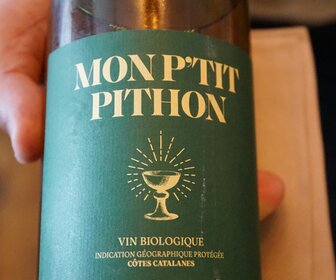 MON P'TIT
PITHON
VIN BIOLOGIQUE
INDICATION GÉOGRAPHIQUE PROTÉGÉE
CÔTES CATALANES